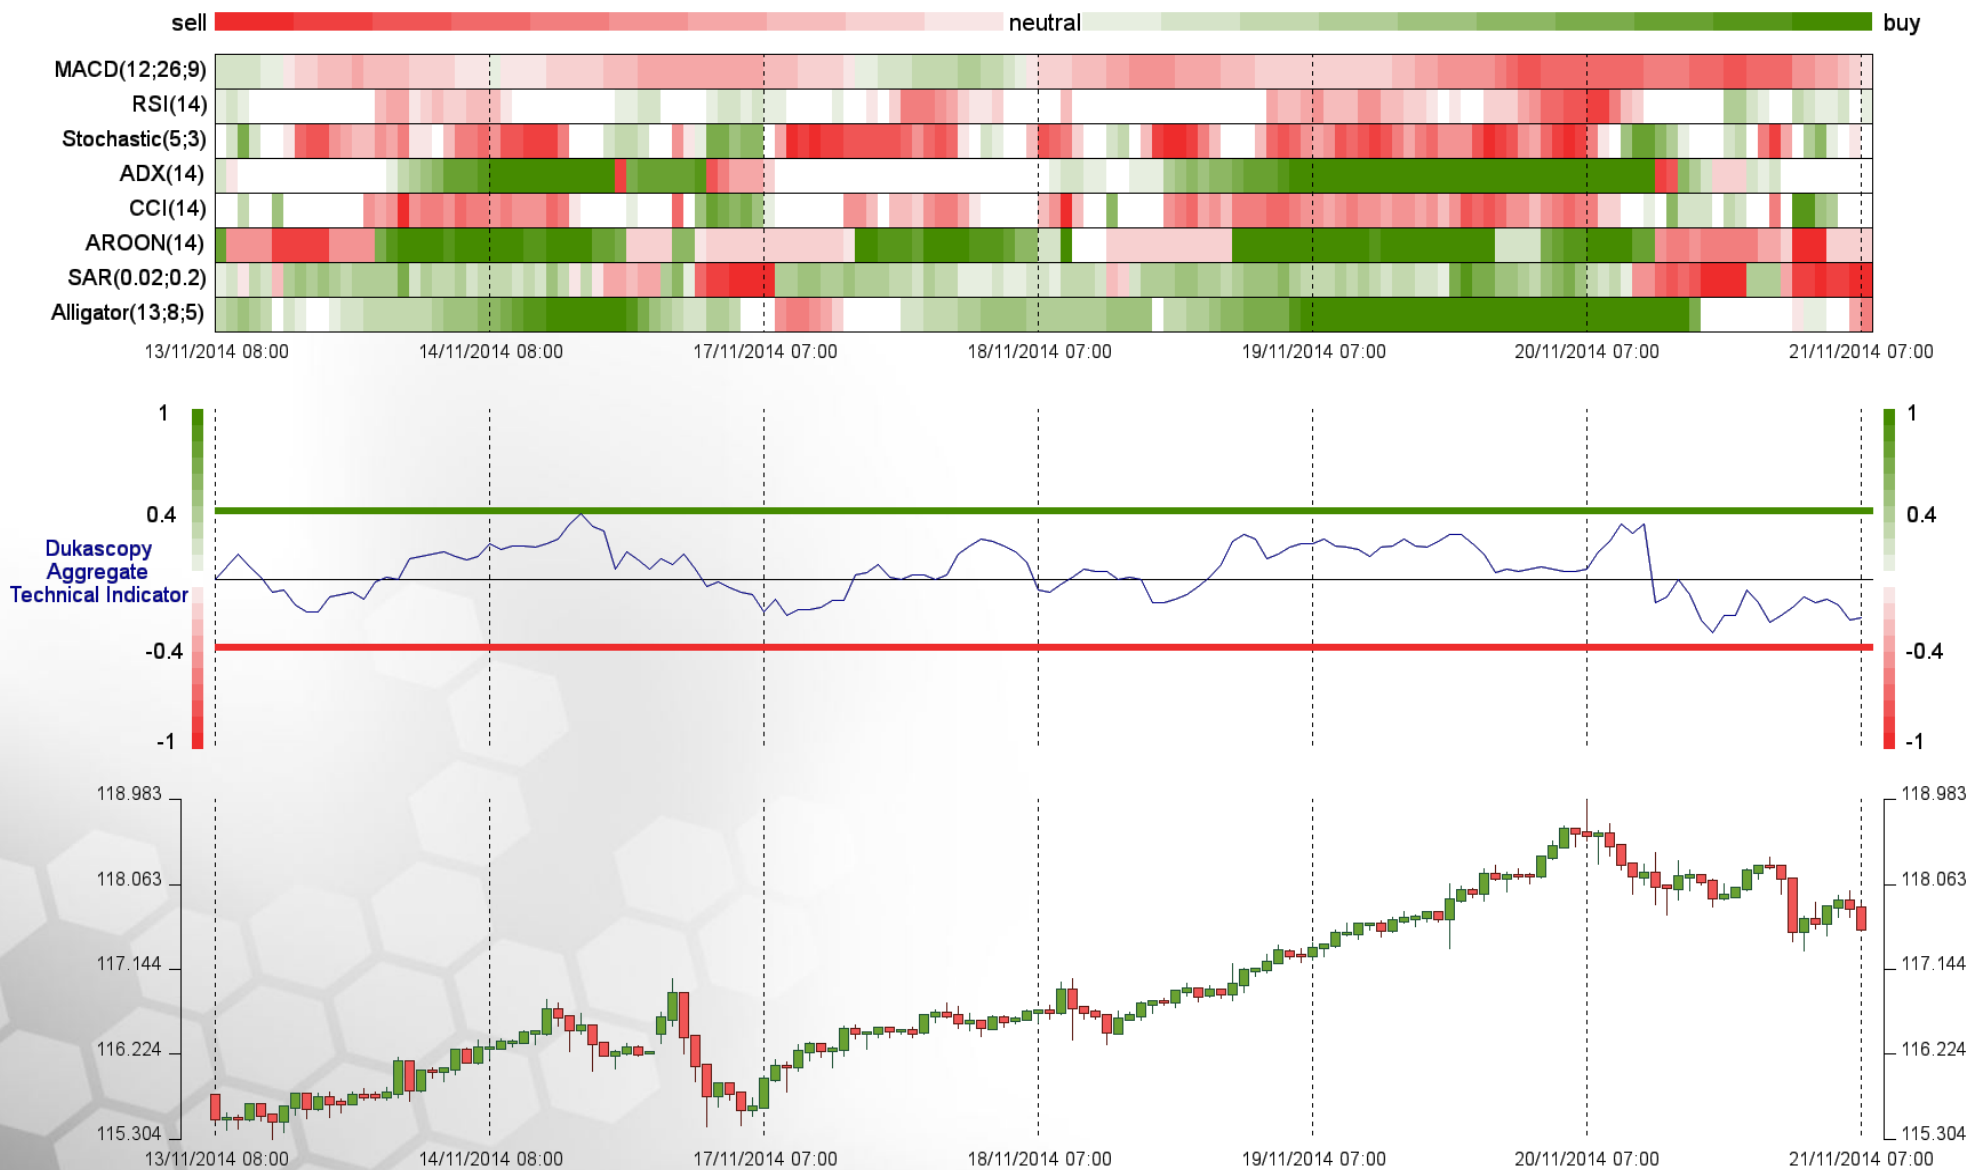 sell neutral buy
MACD(12;26;9)
RSI(14)
Stochastic(5;3)
ADX(14)
CCI(14)
AROON(14)
SAR(0.02;0.2)
Alligator(13;8;5)
13/11/2014 08:00 14/11/2014 08:00 17/11/2014 07:00 18/11/2014 07:00 19/11/2014 07:00 20/11/2014 07:00 21/11/2014 07:00
1 1
0.4 0.4
Dukascopy
Aggregate
Technical Indicator
-0.4 -0.4
-1 -1
118.983 118.983
118.063 118.063
117.144 117.144
116.224 116.224
115.304 115.304
13/11/2014 08:00 14/11/2014 08:00 17/11/2014 07:00 18/11/2014 07:00 19/11/2014 07:00 20/11/2014 07:00 21/11/2014 07:00